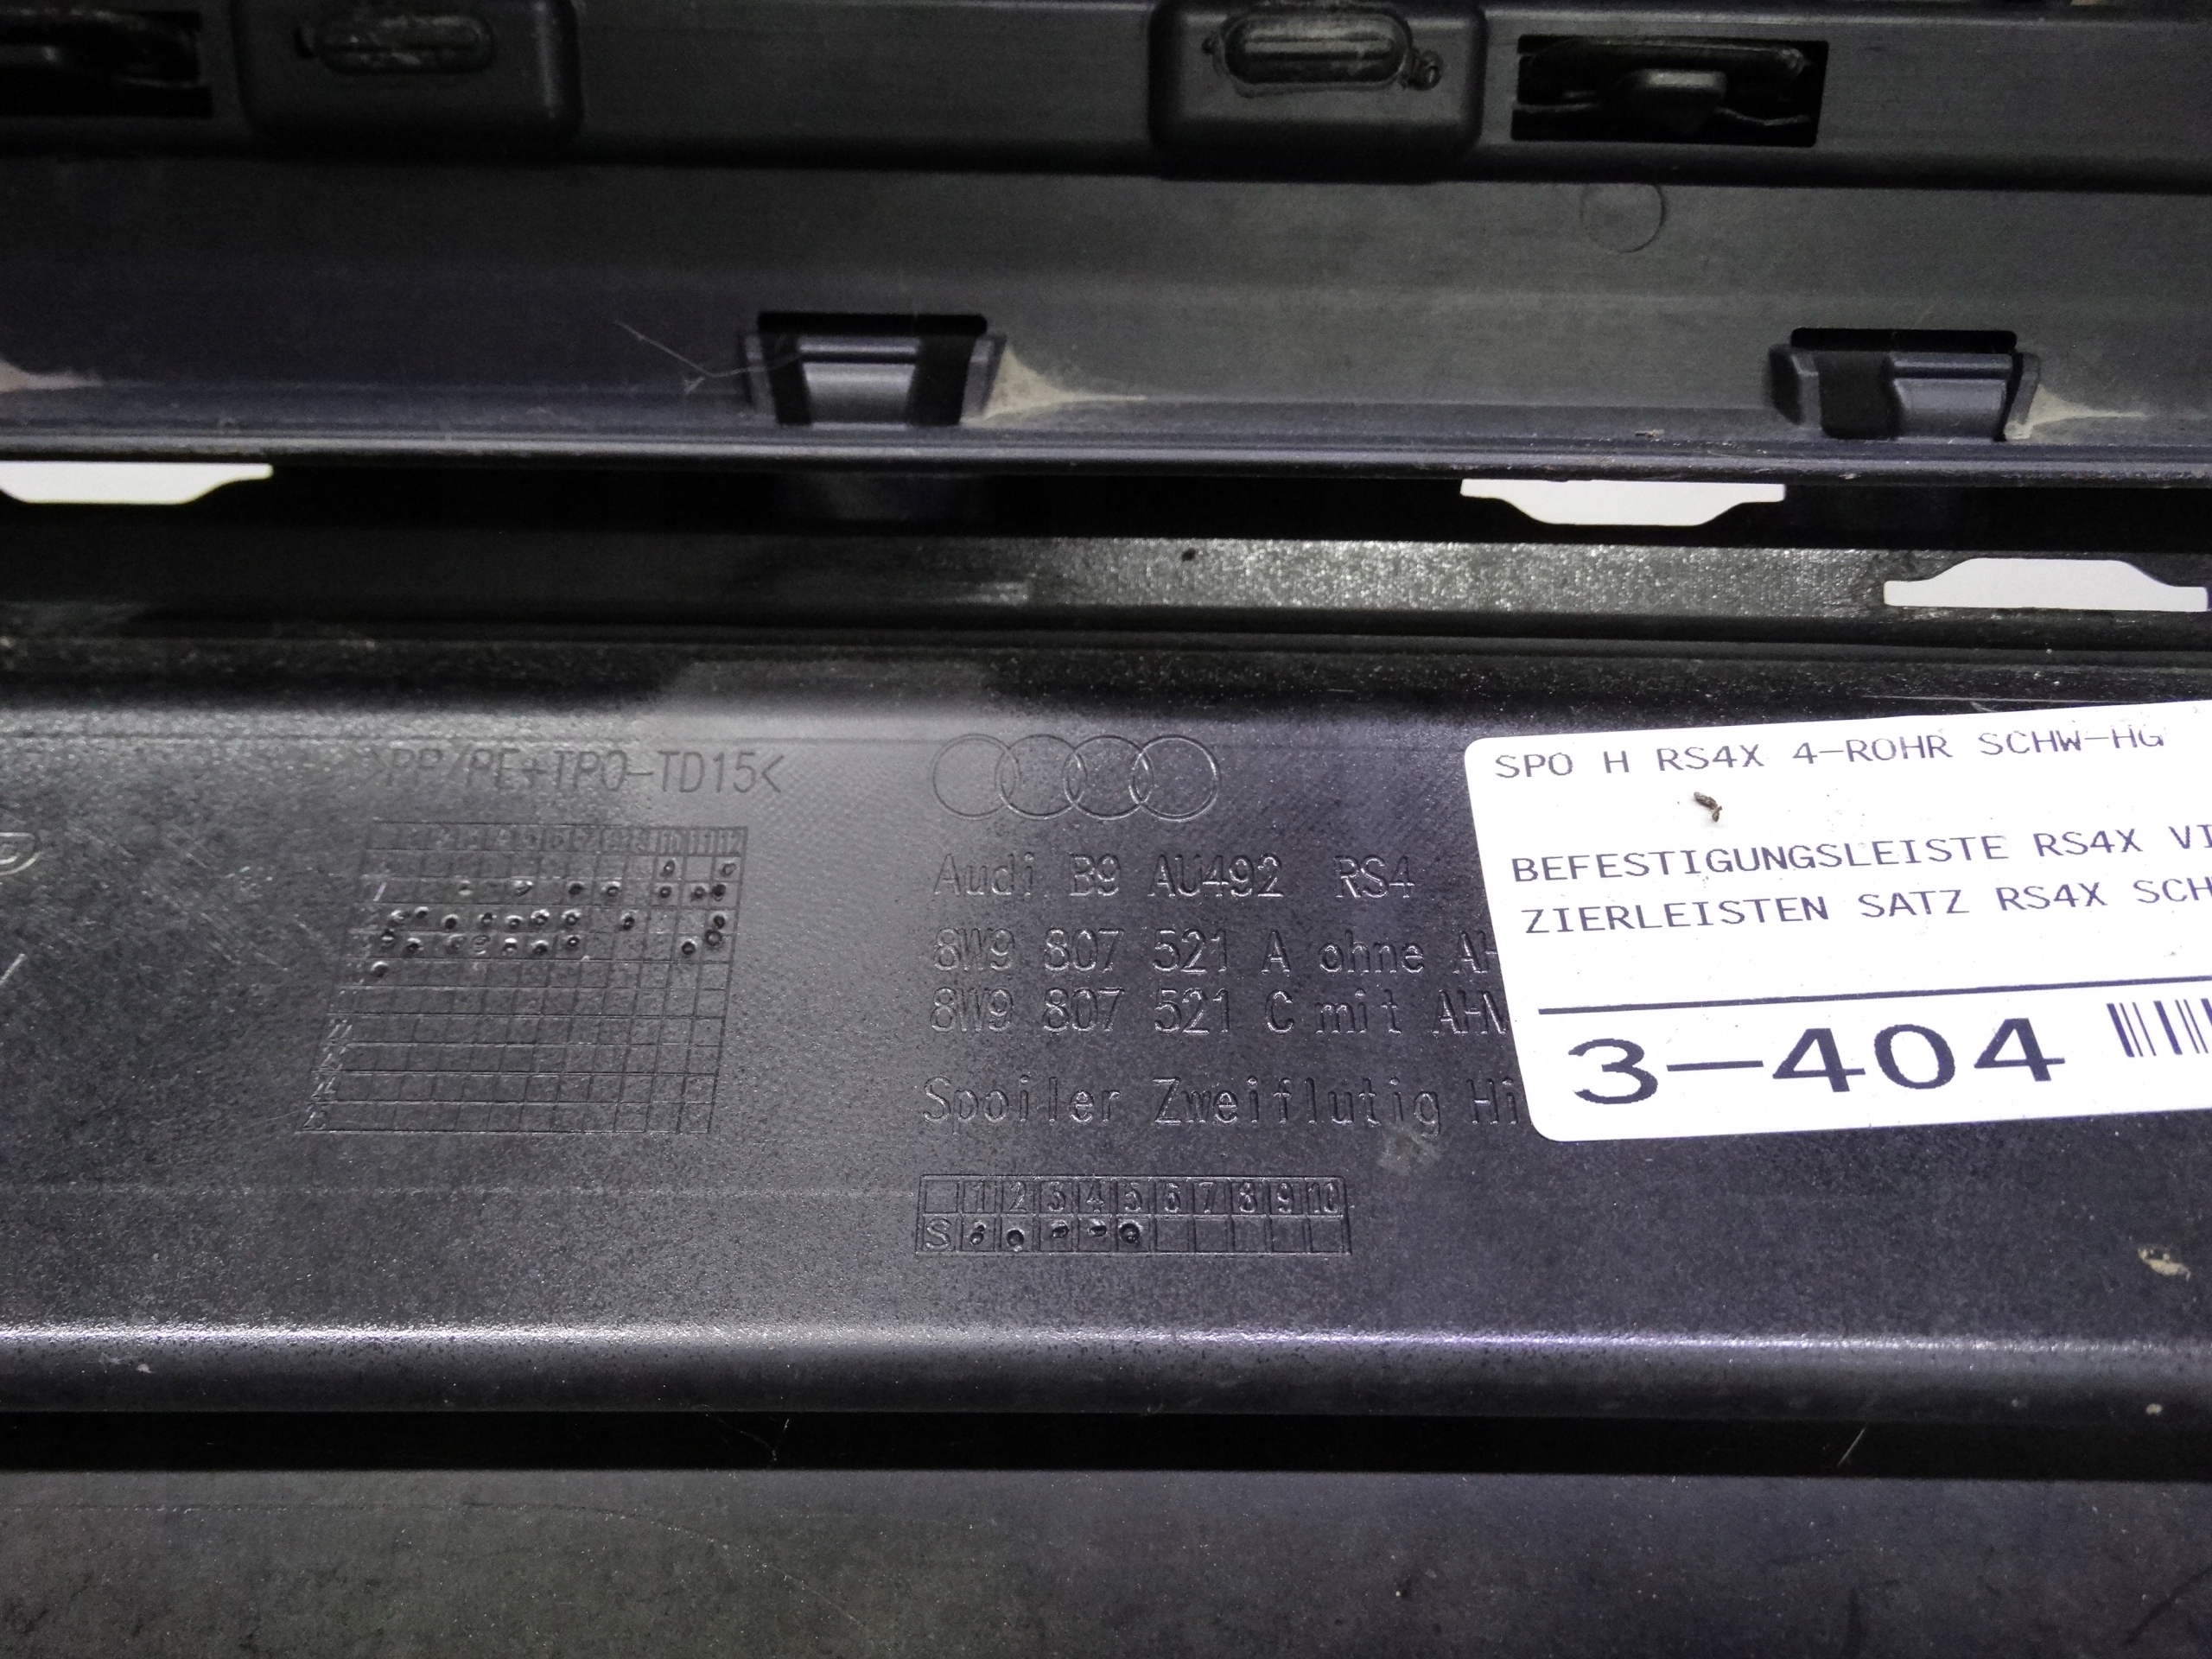 >PP/PE+TPO-TD15<
Audi B9 AU492 RS4
8W9 807 521 A ohne
8W9 807 521 C mit
Spoiler Zweiflutig
1 2 3 4 5 6 7 8 9 10
S
SPO H RS4X 4-ROHR SCHW-HG
BEFESTIGUNGSLEISTE RS4X
ZIERLEISTEN SATZ RS4X
3-404